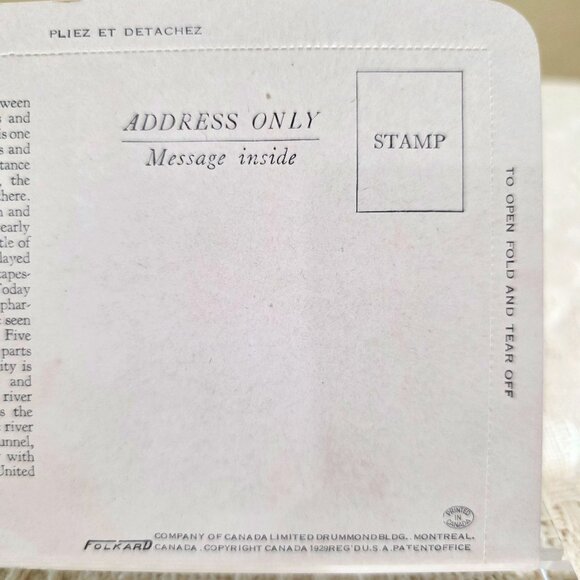 PLIEZ ET DETACHEZ
ween
and
is one
s and
tance
, the
here.
n and
early
tle of
layed
tapes-
Today
phar-
seen
Five
parts
ity is
and
river
s the
river
unnel,
with
United
ADDRESS ONLY
Message inside
STAMP
TO OPEN FOLD AND TEAR OFF
PRINTED
IN
CANADA
FOLKARD COMPANY OF CANADA LIMITED DRUMMOND BLDG., MONTREAL,
CANADA. COPYRIGHT CANADA 1929 REG'D U.S.A. PATENT OFFICE